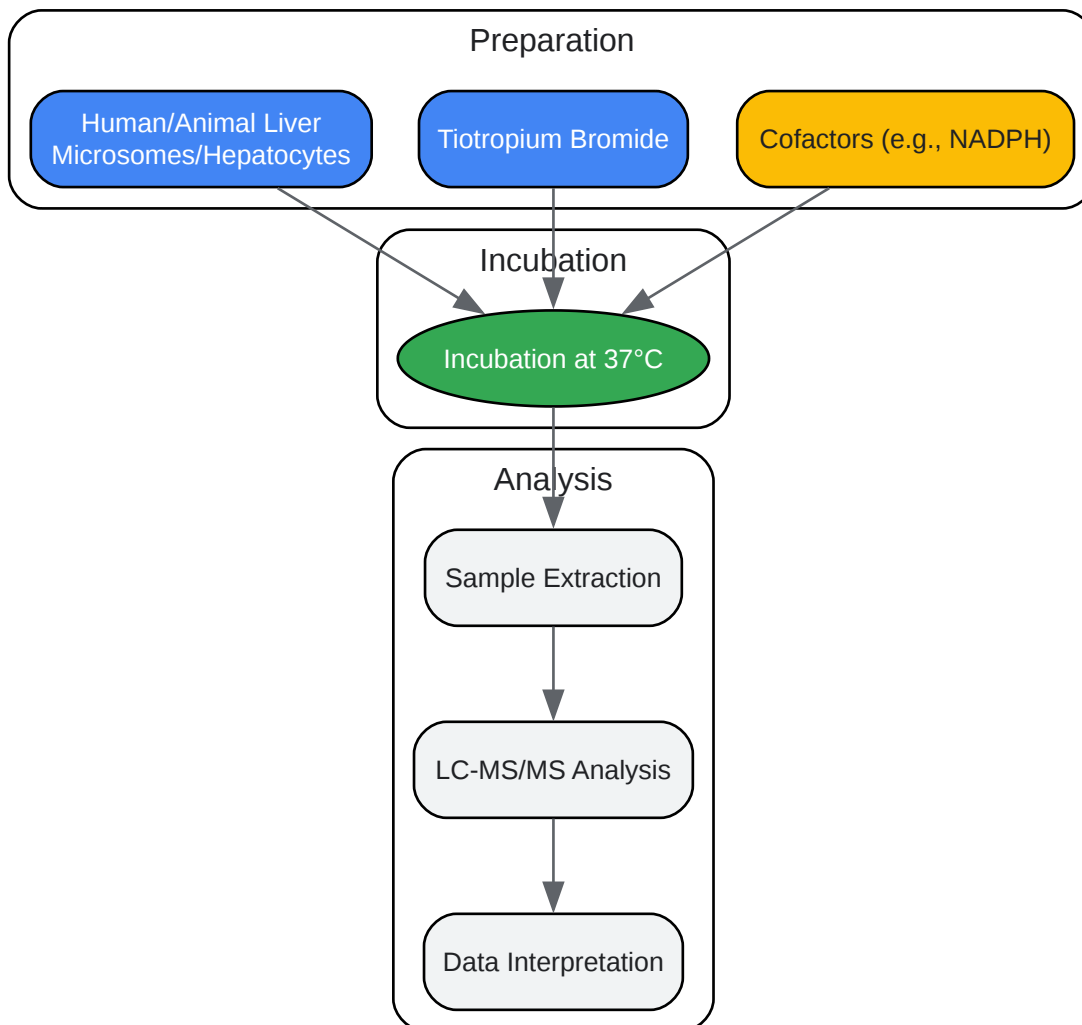 Preparation
Human/Animal Liver
Microsomes/Hepatocytes
Tiotropium Bromide
Cofactors (e.g., NADPH)
Incubation
Incubation at 37°C
Analysis
Sample Extraction
LC-MS/MS Analysis
Data Interpretation